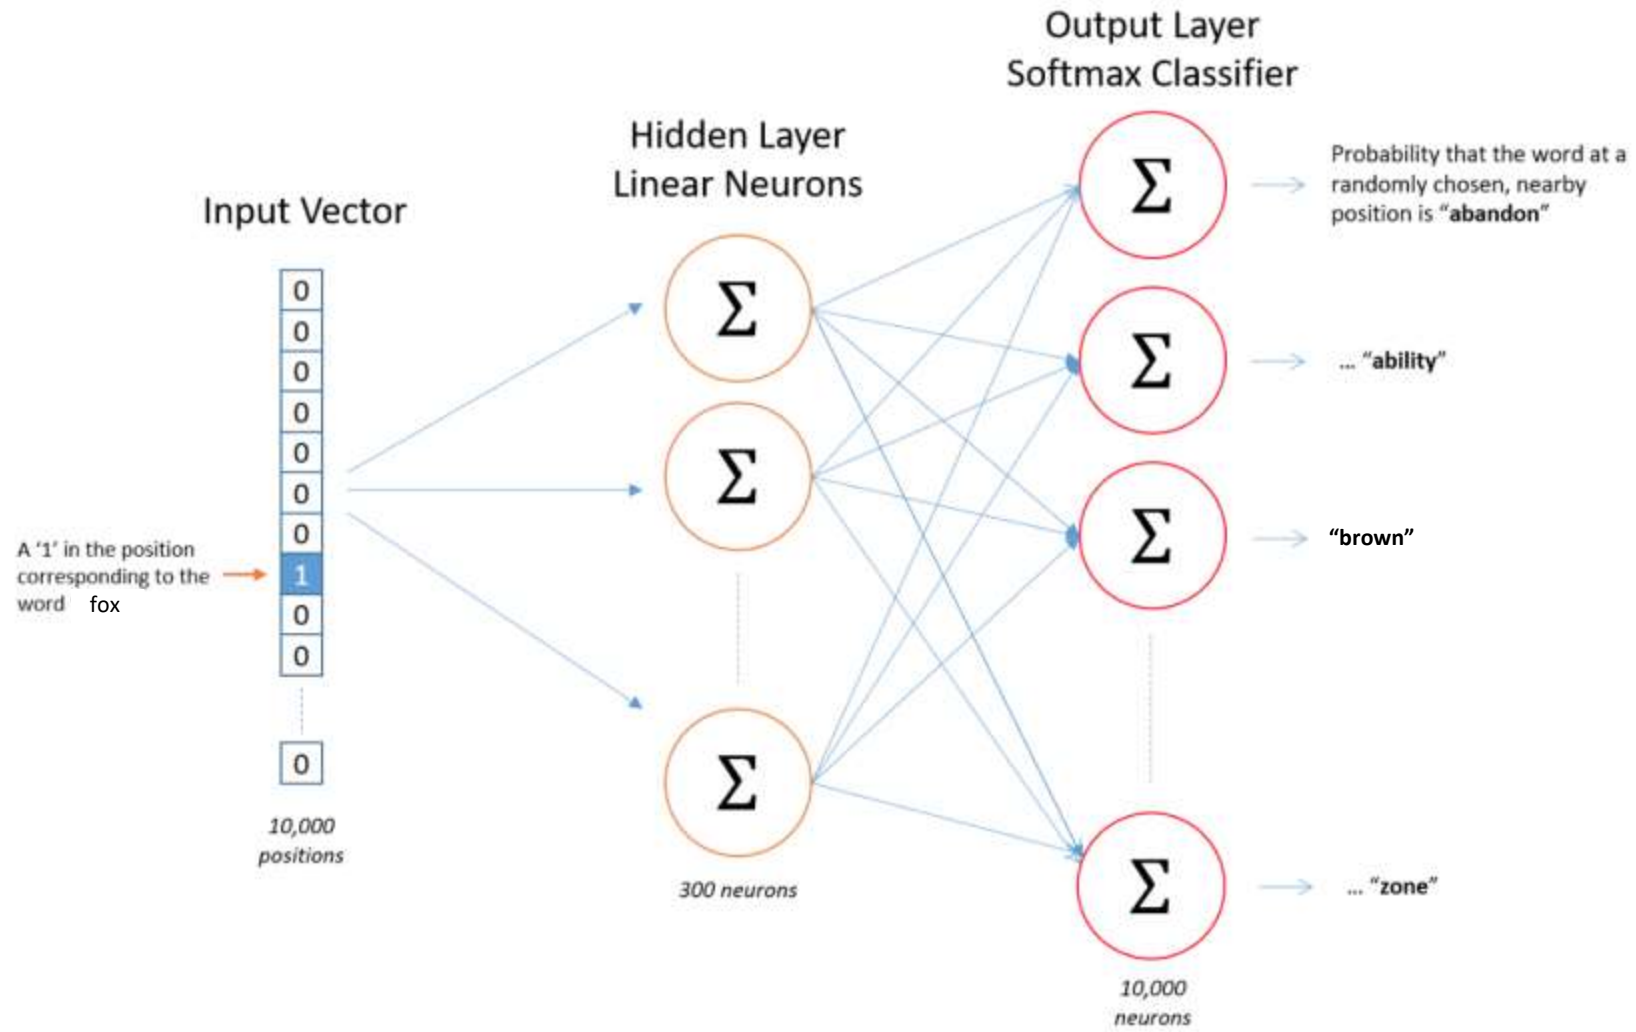 Output Layer
Softmax Classifier
Hidden Layer
Linear Neurons
Input Vector
0
0
0
0
0
0
0
1
0
0
0
A ‘1’ in the position
corresponding to the
word fox
10,000
positions
Σ
Σ
Σ
300 neurons
Σ
Probability that the word at a
randomly chosen, nearby
position is “abandon”
Σ
... “ability”
Σ
“brown”
Σ
... “zone”
10,000
neurons